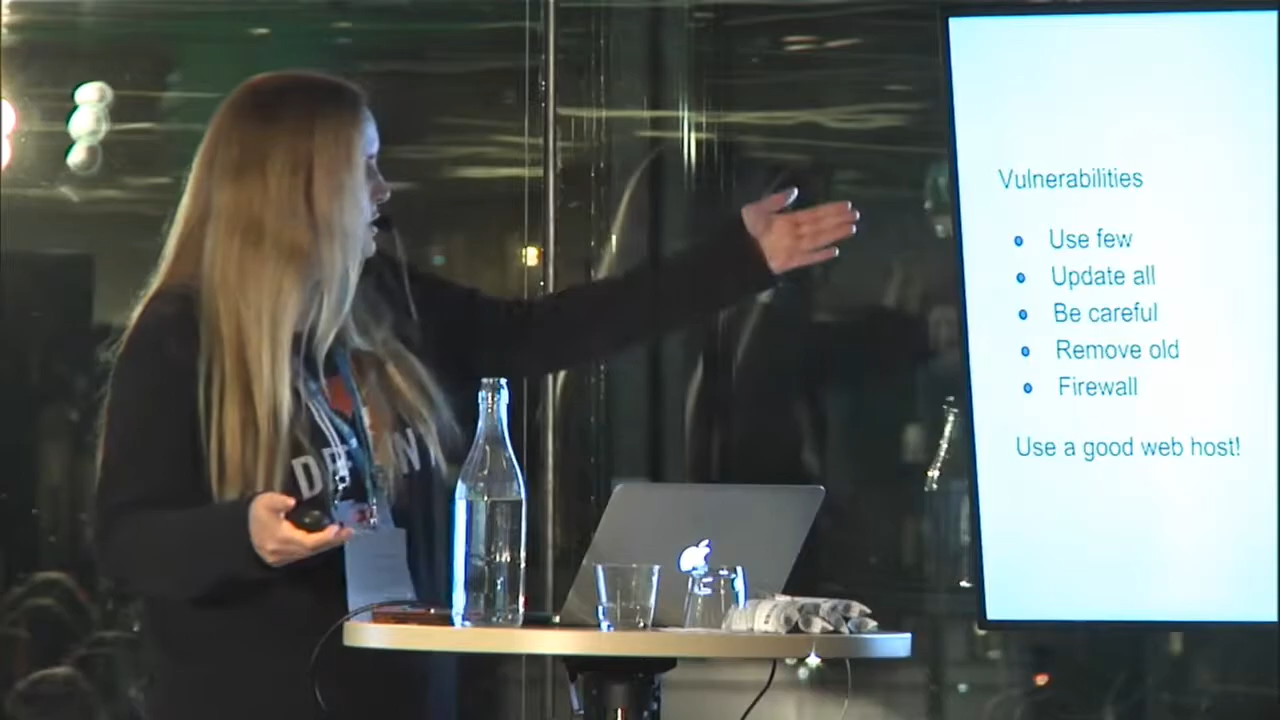 Vulnerabilities
Use few
Update all
Be careful
Remove old
Firewall
Use a good web host!